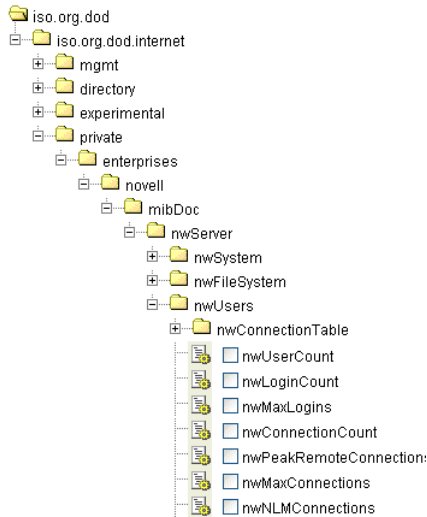 iso.org.dod
iso.org.dod.internet
mgmt
directory
experimental
private
enterprises
novell
mibDoc
nwServer
nwSystem
nwFileSystem
nwUsers
nwConnectionTable
nwUserCount
nwLoginCount
nwMaxLogins
nwConnectionCount
nwPeakRemoteConnections
nwMaxConnections
nwNLMConnections